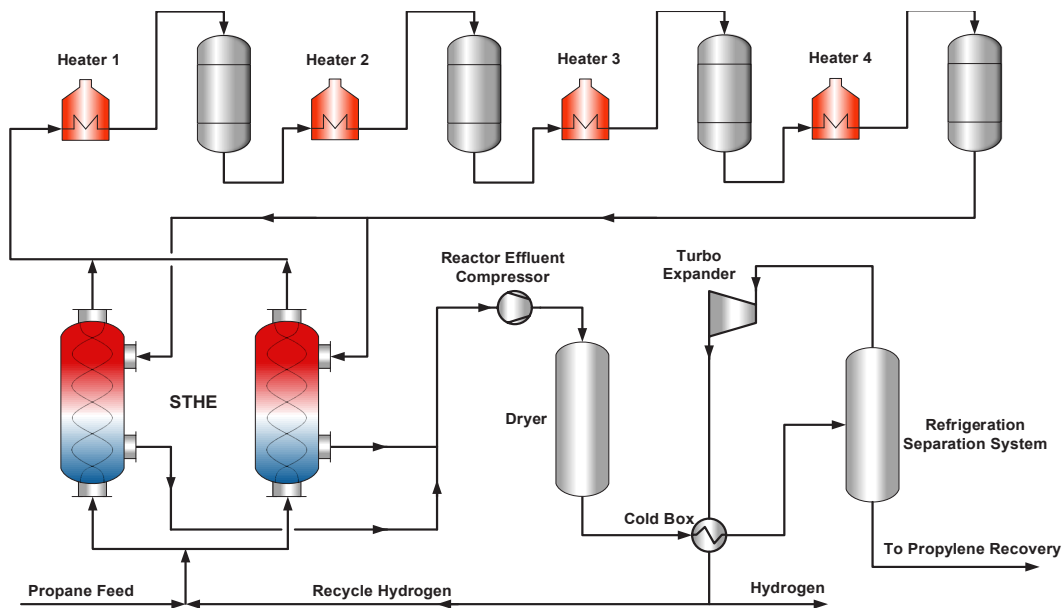 Heater 1
Heater 2
Heater 3
Heater 4
Reactor Effluent
Compressor
Turbo
Expander
STHE
Dryer
Refrigeration
Separation System
Cold Box
To Propylene Recovery
Propane Feed
Recycle Hydrogen
Hydrogen